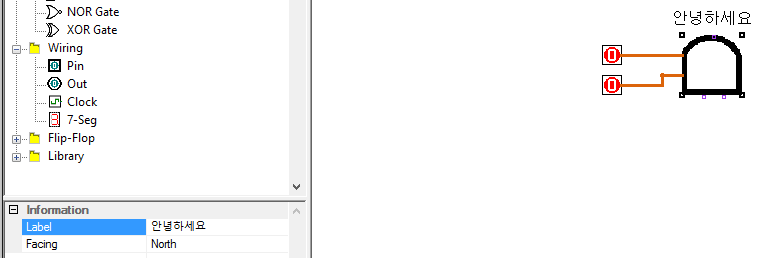 NOR Gate
XOR Gate
Wiring
Pin
Out
Clock
7-Seg
Flip-Flop
Library
Information
Label 안녕하세요
Facing North
안녕하세요